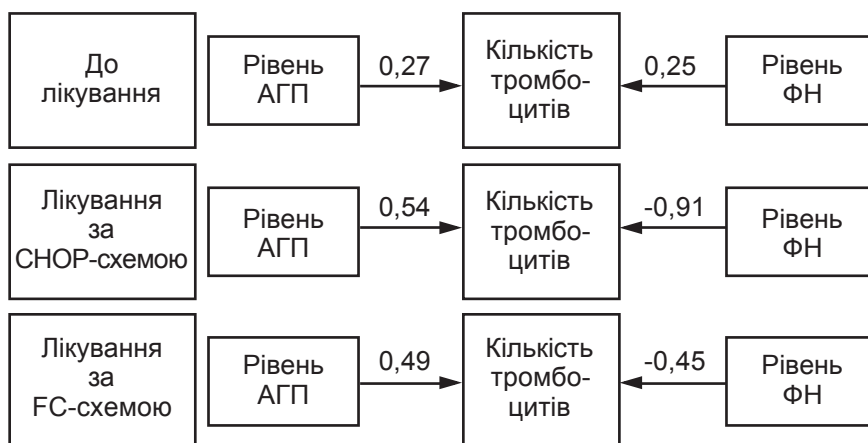 До
лікування
Рівень
АГП
0,27
Кількість
тромбо-
цитів
0,25
Рівень
ФН
Лікування
за
CHOP-схемою
Рівень
АГП
0,54
Кількість
тромбо-
цитів
-0,91
Рівень
ФН
Лікування
за
FC-схемою
Рівень
АГП
0,49
Кількість
тромбо-
цитів
-0,45
Рівень
ФН